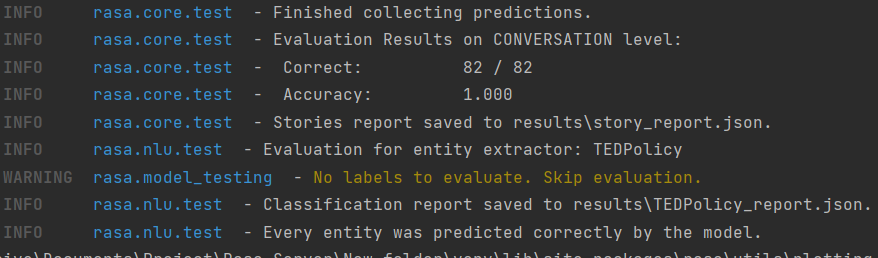 INFO rasa.core.test - Finished collecting predictions.
INFO rasa.core.test - Evaluation Results on CONVERSATION level:
INFO rasa.core.test - Correct: 82 / 82
INFO rasa.core.test - Accuracy: 1.000
INFO rasa.core.test - Stories report saved to results\story_report.json.
INFO rasa.nlu.test - Evaluation for entity extractor: TEDPolicy
WARNING rasa.model_testing - No labels to evaluate. Skip evaluation.
INFO rasa.nlu.test - Classification report saved to results\TEDPolicy_report.json.
INFO rasa.nlu.test - Every entity was predicted correctly by the model.